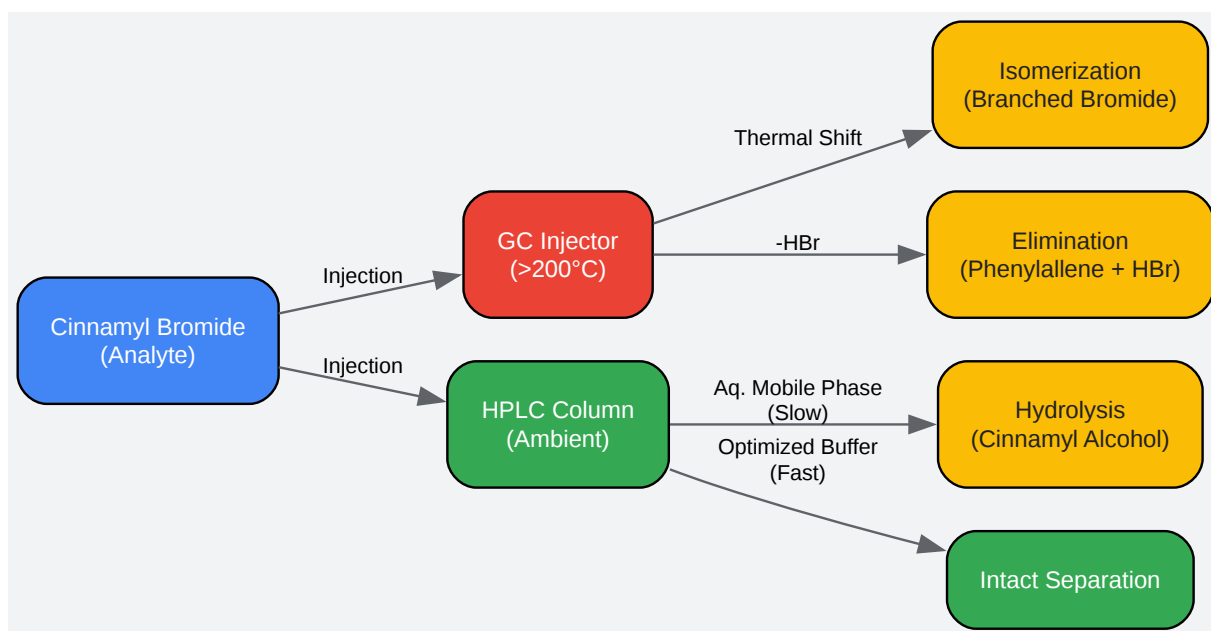 Isomerization
(Branched Bromide)
Thermal Shift
GC Injector
(>200°C)
-HBr
Elimination
(Phenylallene + HBr)
Injection
Cinnamyl Bromide
(Analyte)
Injection
HPLC Column
(Ambient)
Aq. Mobile Phase
(Slow)
Hydrolysis
(Cinnamyl Alcohol)
Optimized Buffer
(Fast)
Intact Separation